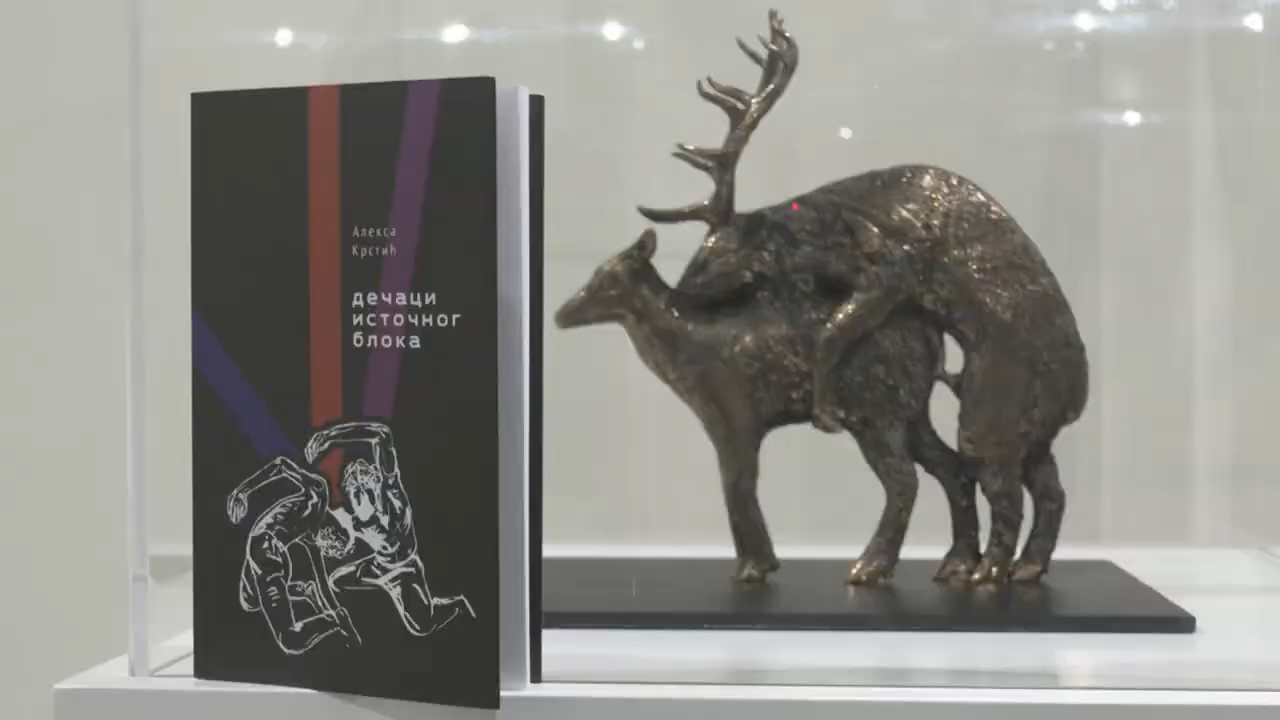 Алекса
Крстић
дечаци
источног
блока